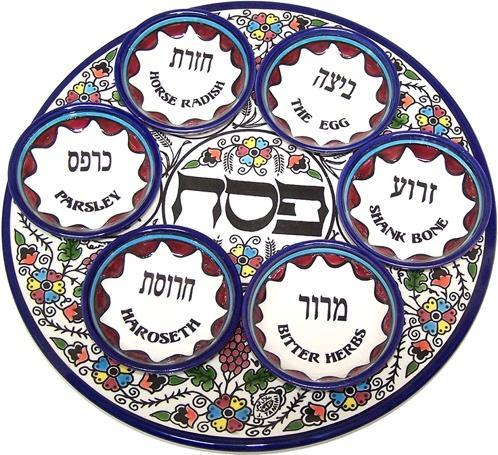 חזרת
HORSE RADISH
ביצה
THE EGG
כרפס
PARSLEY
פסח
זרוע
SHANK BONE
חרוסת
HAROSETH
מרור
BITTER HERBS